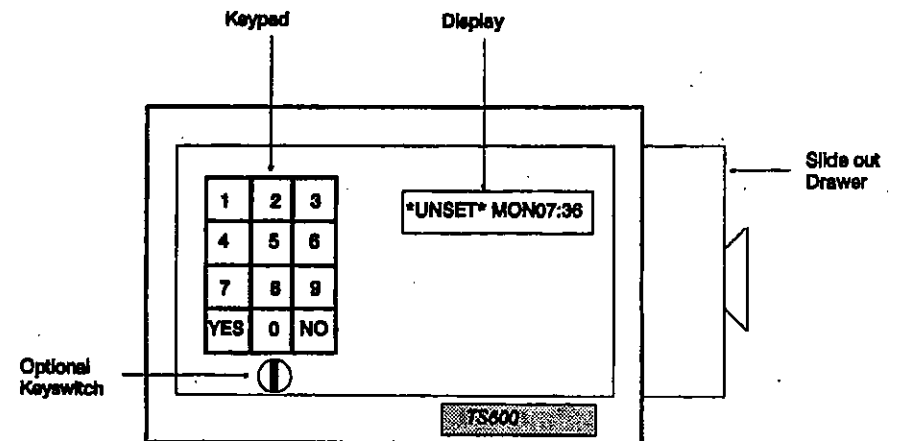 Keypad
Display
Slide out
Drawer
1 2 3
*UNSET* MON07:36
4 5 6
7 8 9
YES 0 NO
Optional
Keyswitch
TS600